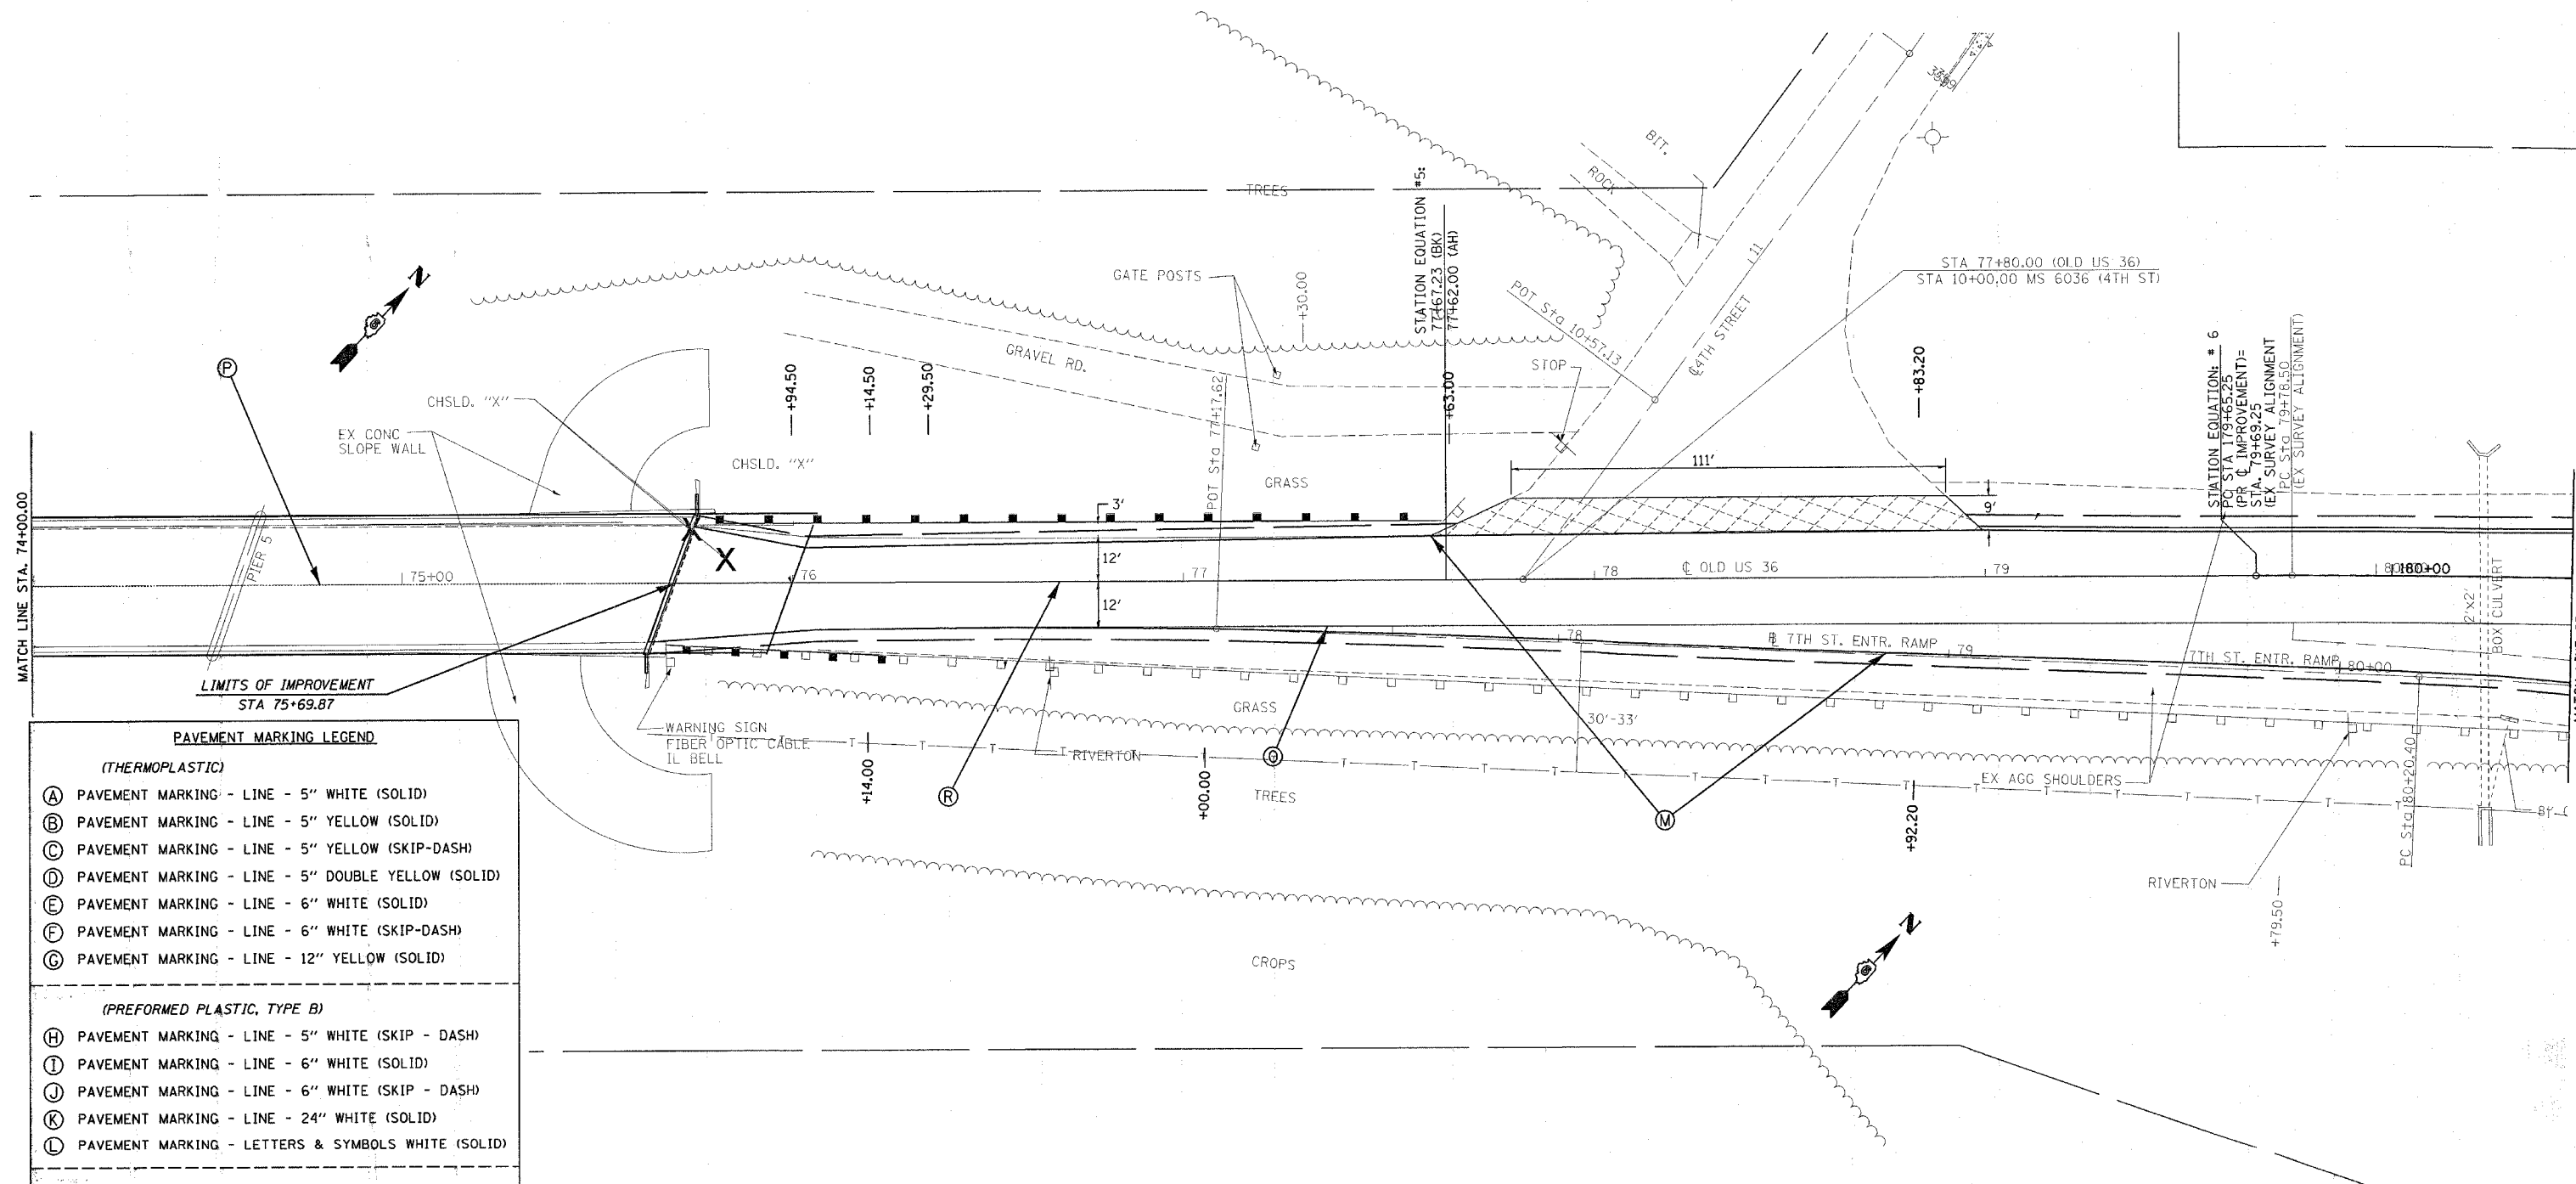 TREES
BIT.
ROCK
N
GATE POSTS
+30.00
STATION EQUATION #5:
77+67.23 (BK)
77+62.00 (AH)
POT Sta 10+57.13
11
℄ 4TH STREET
STA 77+80.00 (OLD US 36)
STA 10+00.00 MS 6036 (4TH ST)
GRAVEL RD.
STOP
+83.20
STATION EQUATION: # 6
PC STA 179+65.25
(PR ℄ IMPROVEMENT)=
STA. 79+69.25
(EX SURVEY ALIGNMENT
PC Sta 79+78.50
(EX SURVEY ALIGNMENT)
P
CHSLD. "X"
EX CONC
SLOPE WALL
+94.50
+14.50
+29.50
POT Sta 77+17.62
+63.00
CHSLD. "X"
GRASS
111'
9'
3'
MATCH LINE STA. 74+00.00
PIER 5
X
X
75+00
76
12'
77
78
℄ OLD US 36
79
180+00
12'
2'x2'
BOX CULVERT
78
7TH ST. ENTR. RAMP
79
7TH ST. ENTR. RAMP
80+00
LIMITS OF IMPROVEMENT
STA 75+69.87
GRASS
30'-33'
WARNING SIGN
FIBER OPTIC CABLE
IL BELL
RIVERTON
+14.00
R
+00.00
O
TREES
M
EX AGG SHOULDERS
+92.20
PC Sta 80+20.40
RIVERTON
+79.50
CROPS
N
PAVEMENT MARKING LEGEND
(THERMOPLASTIC)
A PAVEMENT MARKING - LINE - 5" WHITE (SOLID)
B PAVEMENT MARKING - LINE - 5" YELLOW (SOLID)
C PAVEMENT MARKING - LINE - 5" YELLOW (SKIP-DASH)
D PAVEMENT MARKING - LINE - 5" DOUBLE YELLOW (SOLID)
E PAVEMENT MARKING - LINE - 6" WHITE (SOLID)
F PAVEMENT MARKING - LINE - 6" WHITE (SKIP-DASH)
G PAVEMENT MARKING - LINE - 12" YELLOW (SOLID)
(PREFORMED PLASTIC, TYPE B)
H PAVEMENT MARKING - LINE - 5" WHITE (SKIP - DASH)
I PAVEMENT MARKING - LINE - 6" WHITE (SOLID)
J PAVEMENT MARKING - LINE - 6" WHITE (SKIP - DASH)
K PAVEMENT MARKING - LINE - 24" WHITE (SOLID)
L PAVEMENT MARKING - LETTERS & SYMBOLS WHITE (SOLID)